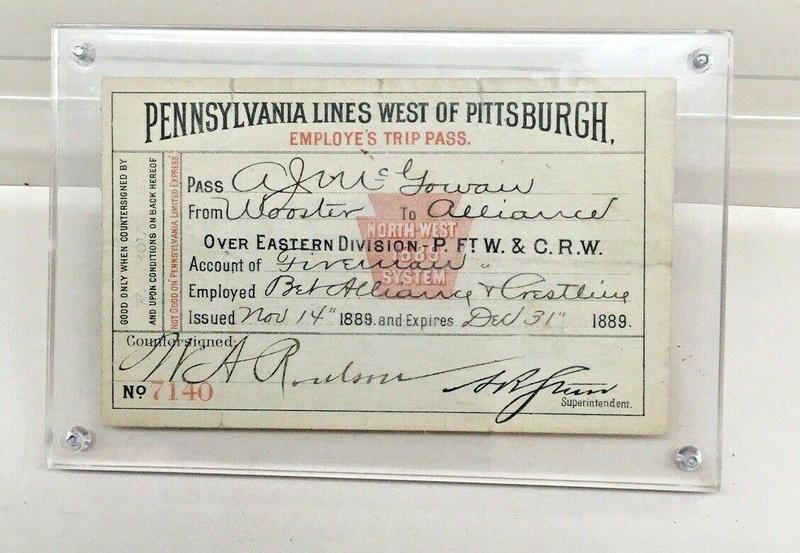 PENNSYLVANIA LINES WEST OF PITTSBURGH,
EMPLOYE'S TRIP PASS.
GOOD ONLY WHEN COUNTERSIGNED BY
AND UPON CONDITIONS ON BACK HEREOF
NOT GOOD ON PENNSYLVANIA LIMITED EXPRESS.
PASS A J McGowan
From Wooster To Alliance
NORTH-WEST
1889
SYSTEM
OVER EASTERN DIVISION-P. FT. W. & C. R. W.
Account of Fireman
Employed Bet Alliance & Crestline
Issued Nov 14" 1889. and Expires Dec 31" 1889.
Countersigned:
W A
No 7140
Superintendent.